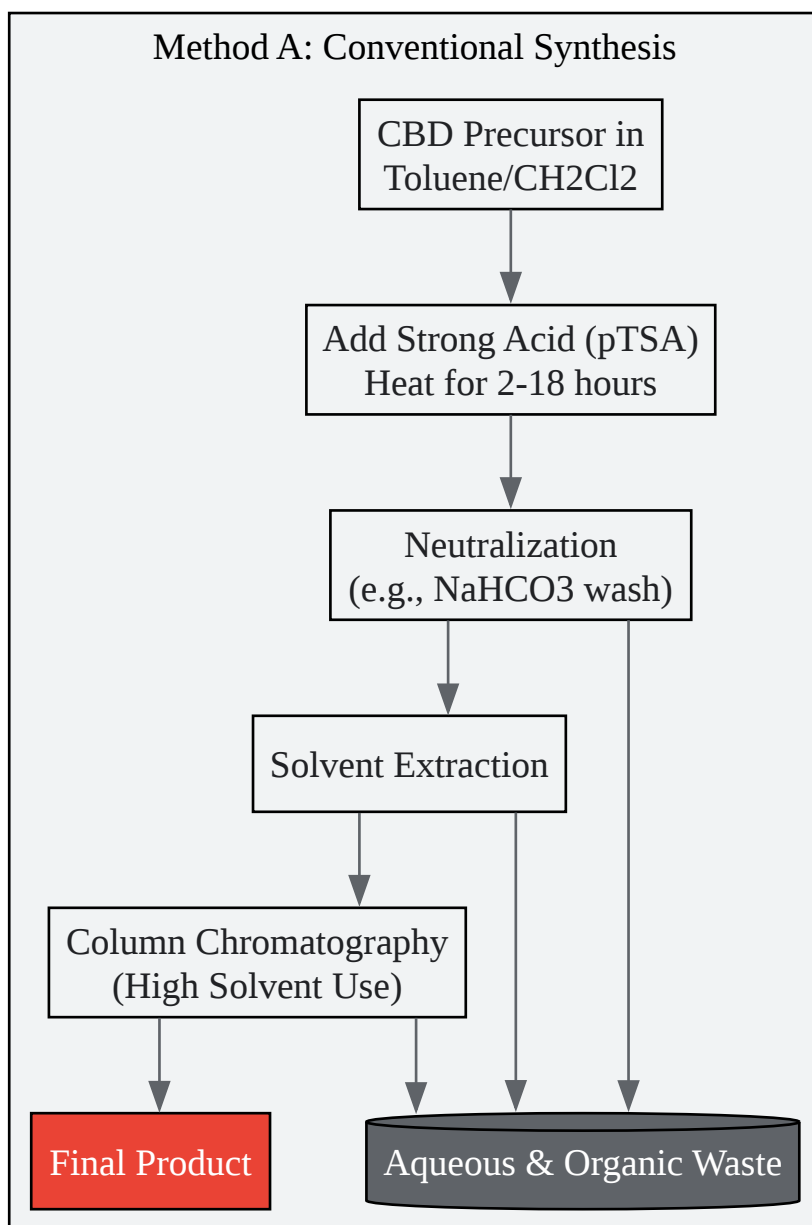 Method A: Conventional Synthesis
CBD Precursor in
Toluene/CH2Cl2
Add Strong Acid (pTSA)
Heat for 2-18 hours
Neutralization
(e.g., NaHCO3 wash)
Solvent Extraction
Column Chromatography
(High Solvent Use)
Final Product
Aqueous & Organic Waste